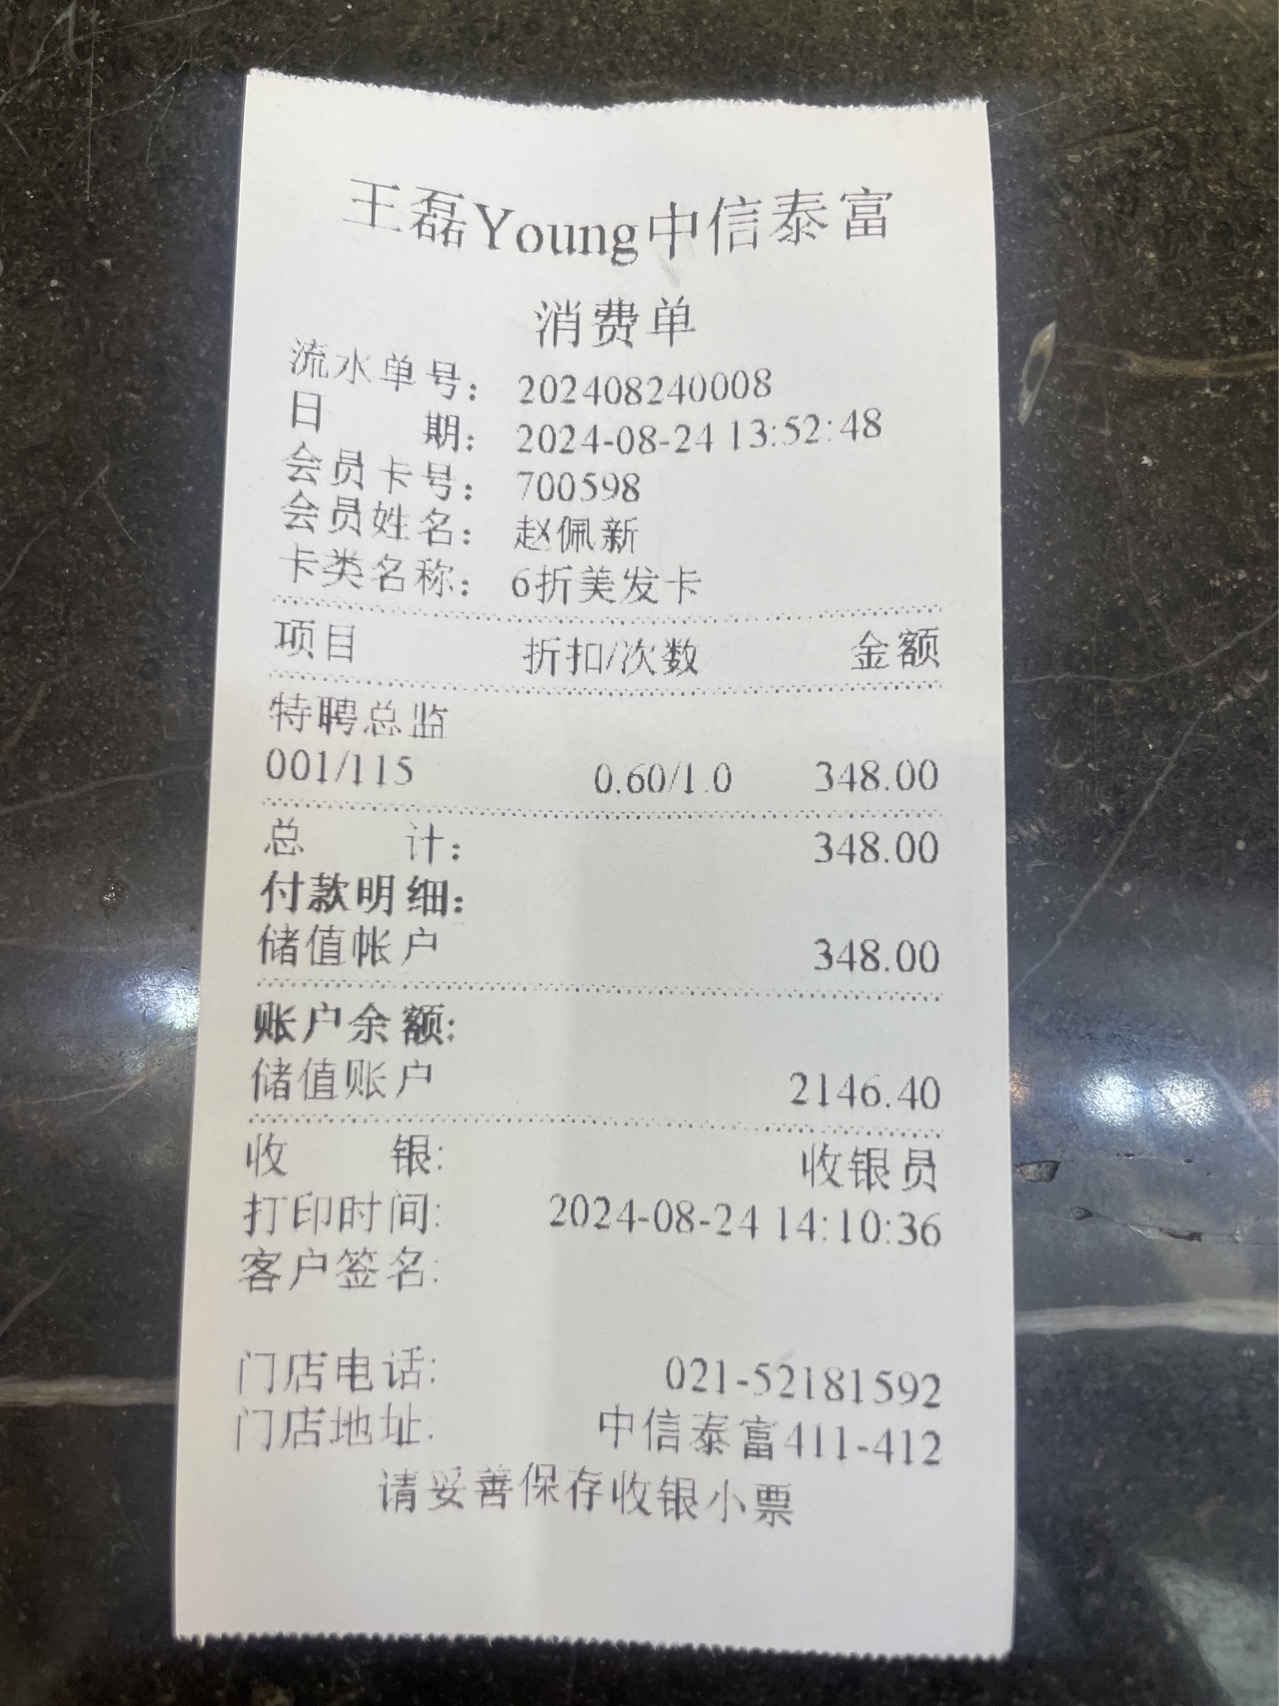 王磊Young中信泰富
消费单
流水单号： 202408240008
日 期： 2024-08-24 13:52:48
会员卡号： 700598
会员姓名： 赵佩新
卡类名称： 6折美发卡
项目 折扣/次数 金额
特聘总监
001/115 0.60/1.0 348.00
总 计： 348.00
付款明细：
储值帐户 348.00
账户余额:
储值账户 2146.40
收 银: 收银员
打印时间: 2024-08-24 14:10:36
客户签名:
门店电话: 021-52181592
门店地址: 中信泰富411-412
请妥善保存收银小票